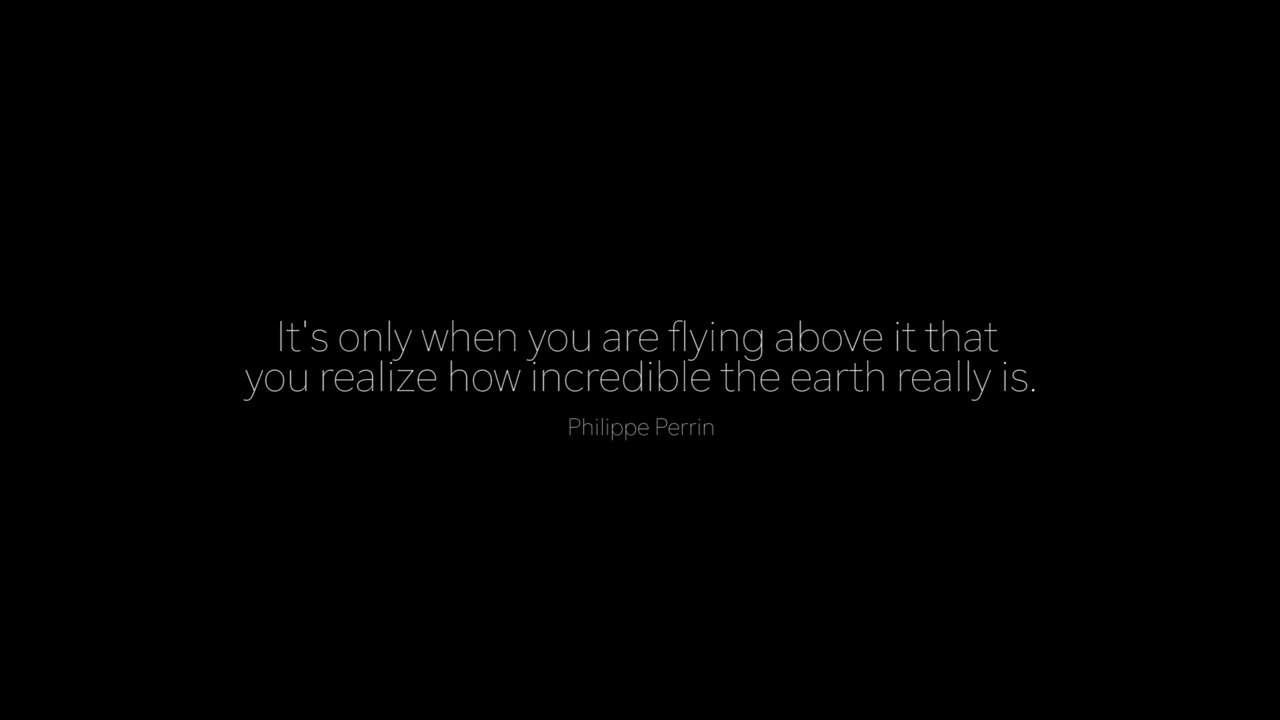 It's only when you are flying above it that
you realize how incredible the earth really is.
Philippe Perrin